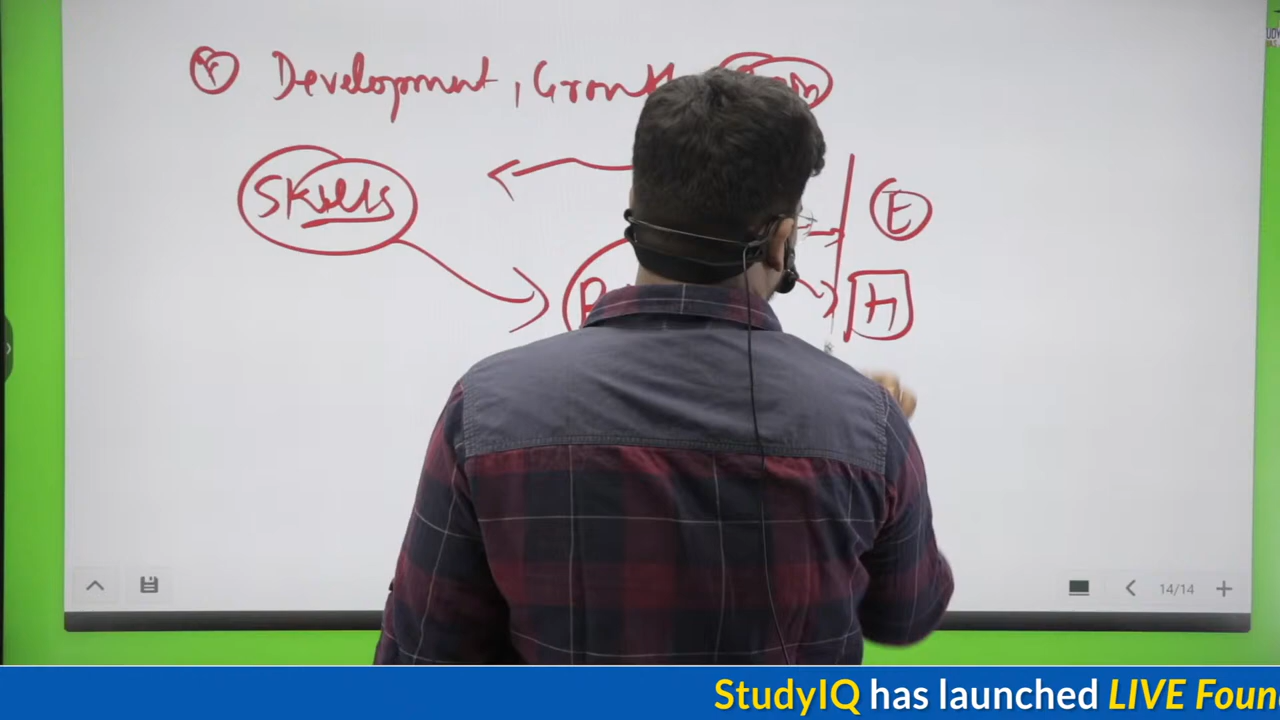 Development, Growth
Skills
E
H
14/14
StudyIQ has launched LIVE Foun